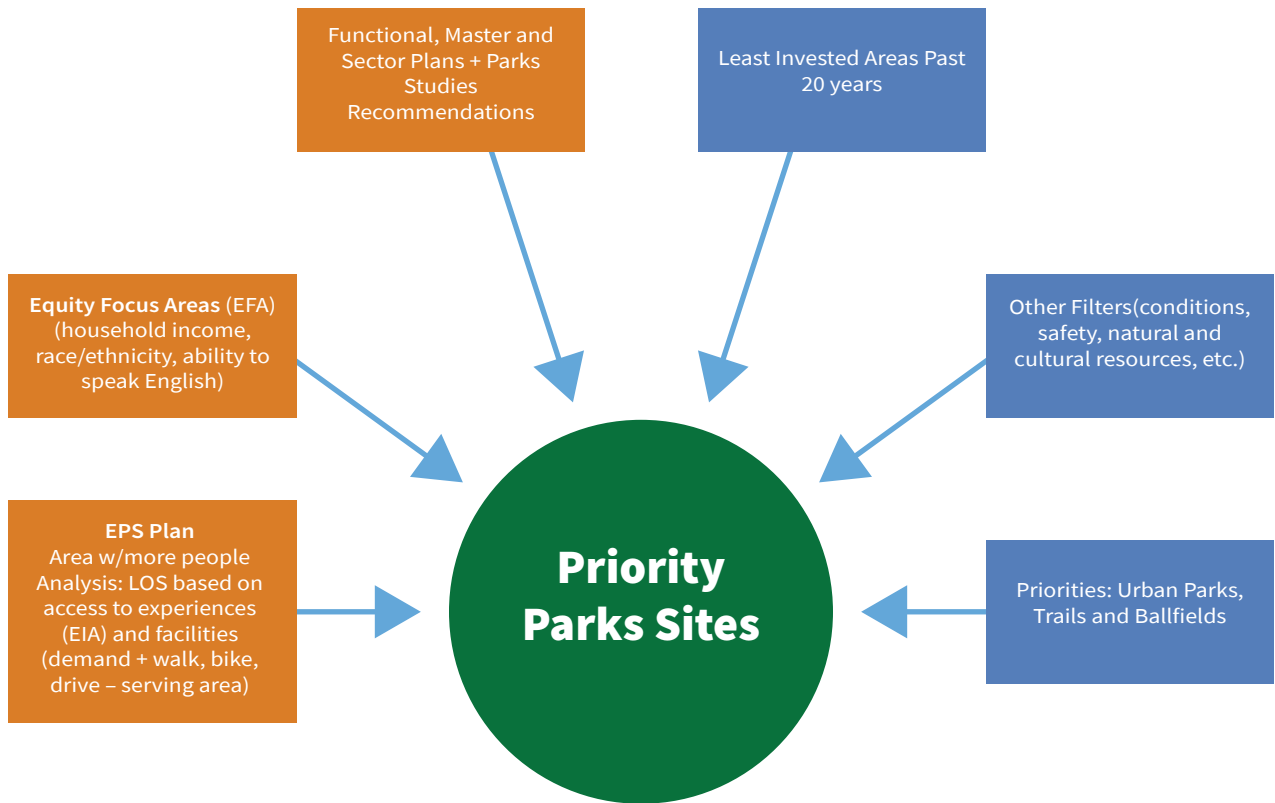 Functional, Master and
Sector Plans + Parks
Studies
Recommendations
Least Invested Areas Past
20 years
Equity Focus Areas (EFA)
(household income,
race/ethnicity, ability to
speak English)
Other Filters(conditions,
safety, natural and
cultural resources, etc.)
EPS Plan
Area w/more people
Analysis: LOS based on
access to experiences
(EIA) and facilities
(demand + walk, bike,
drive – serving area)
Priority
Parks Sites
Priorities: Urban Parks,
Trails and Ballfields